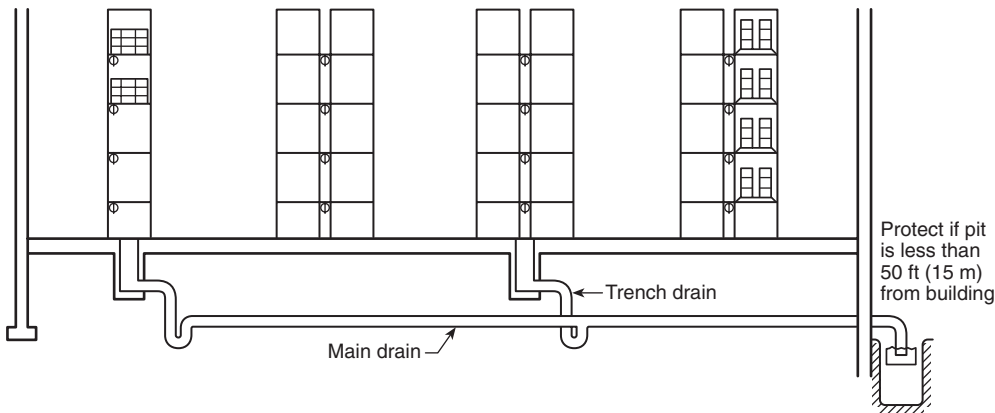 Protect if pit
is less than
50 ft (15 m)
from building
Trench drain
Main drain